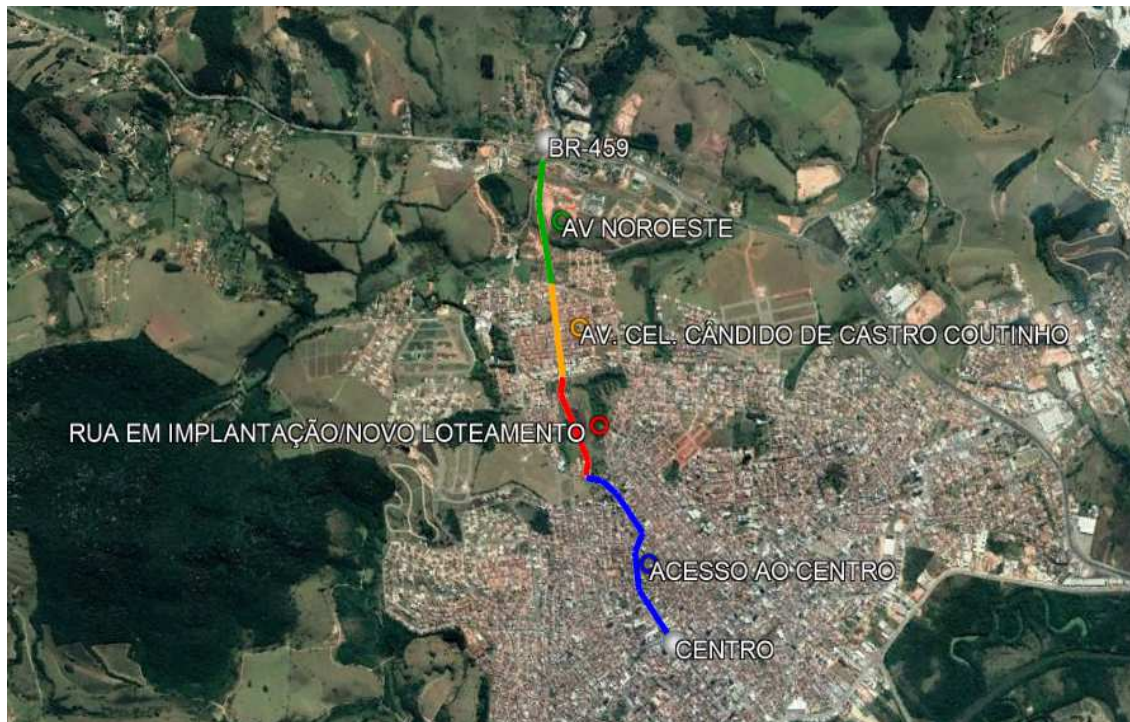 BR-459
AV NOROESTE
AV. CEL. CÂNDIDO DE CASTRO COUTINHO
RUA EM IMPLANTAÇÃO/NOVO LOTEAMENTO
ACESSO AO CENTRO
CENTRO